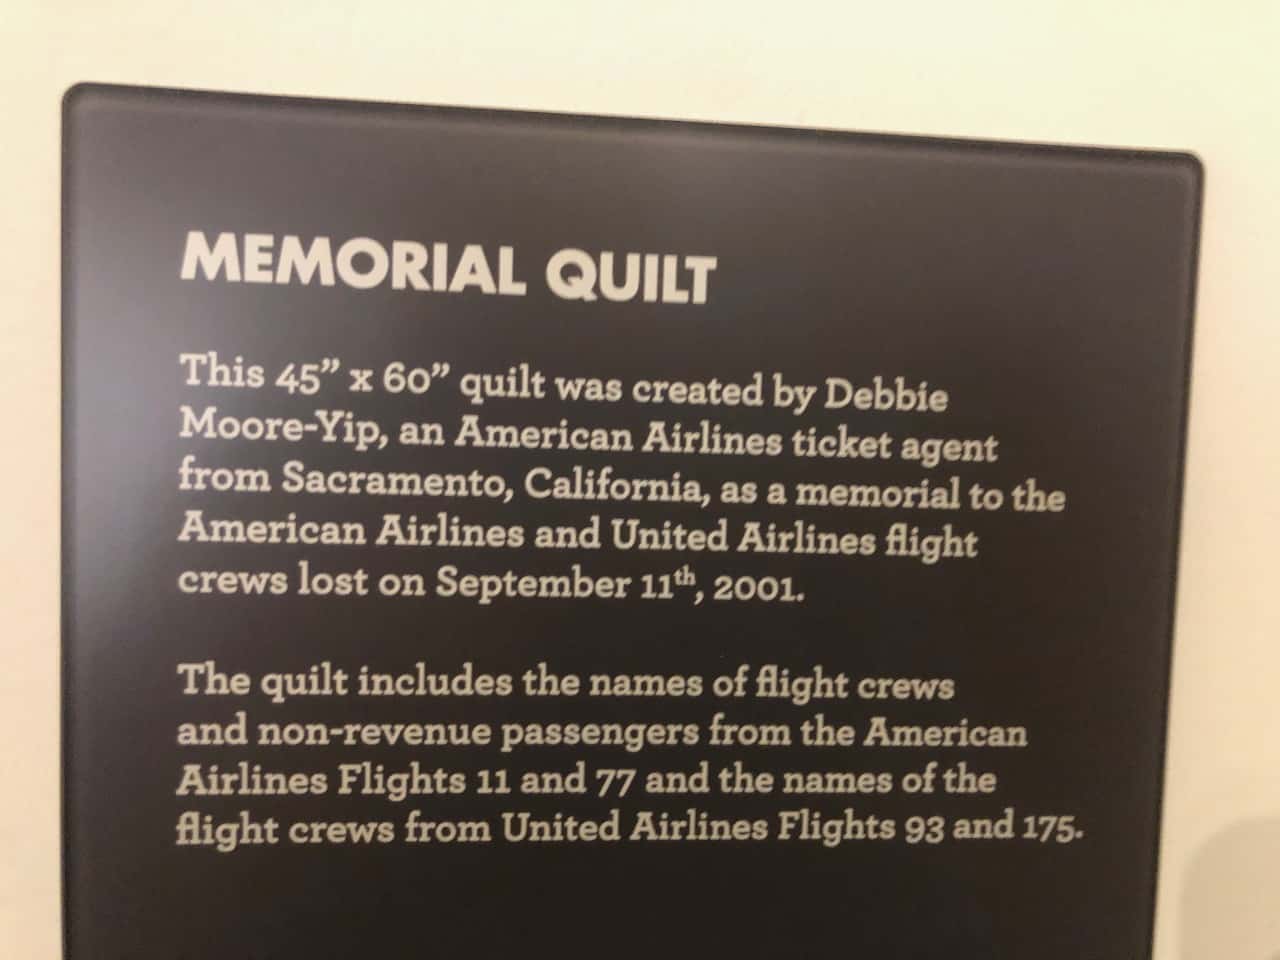 MEMORIAL QUILT
This 45” x 60” quilt was created by Debbie
Moore-Yip, an American Airlines ticket agent
from Sacramento, California, as a memorial to the
American Airlines and United Airlines flight
crews lost on September 11th, 2001.
The quilt includes the names of flight crews
and non-revenue passengers from the American
Airlines Flights 11 and 77 and the names of the
flight crews from United Airlines Flights 93 and 175.